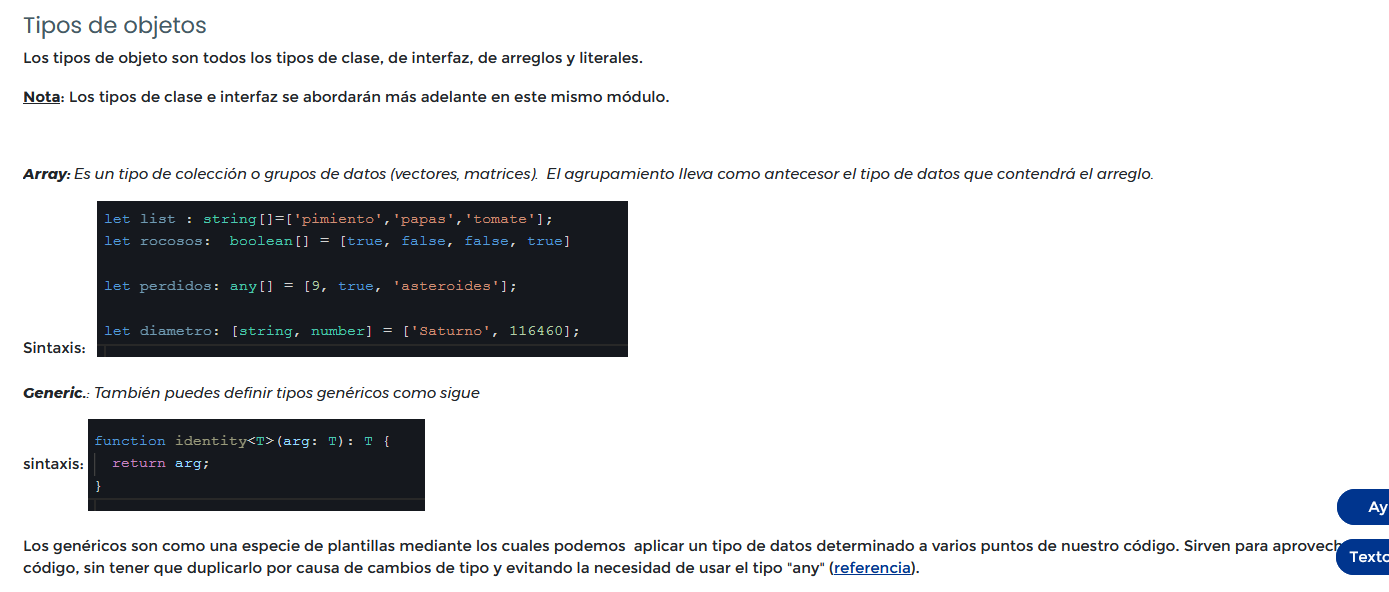 Tipos de objetos
Los tipos de objeto son todos los tipos de clase, de interfaz, de arreglos y literales.
Nota: Los tipos de clase e interfaz se abordarán más adelante en este mismo módulo.
Array: Es un tipo de colección o grupos de datos (vectores, matrices).  El agrupamiento lleva como antecesor el tipo de datos que contendrá el arreglo.
let list : string[]=['pimiento','papas','tomate'];
let rocosos:  boolean[] = [true, false, false, true]
let perdidos: any[] = [9, true, 'asteroides'];
let diametro: [string, number] = ['Saturno', 116460];
Sintaxis:
Generic.: También puedes definir tipos genéricos como sigue
function identity<T>(arg: T): T {
sintaxis: return arg;
}
Ay
Los genéricos son como una especie de plantillas mediante los cuales podemos  aplicar un tipo de datos determinado a varios puntos de nuestro código. Sirven para aprovech
Texto
código, sin tener que duplicarlo por causa de cambios de tipo y evitando la necesidad de usar el tipo "any" (referencia).